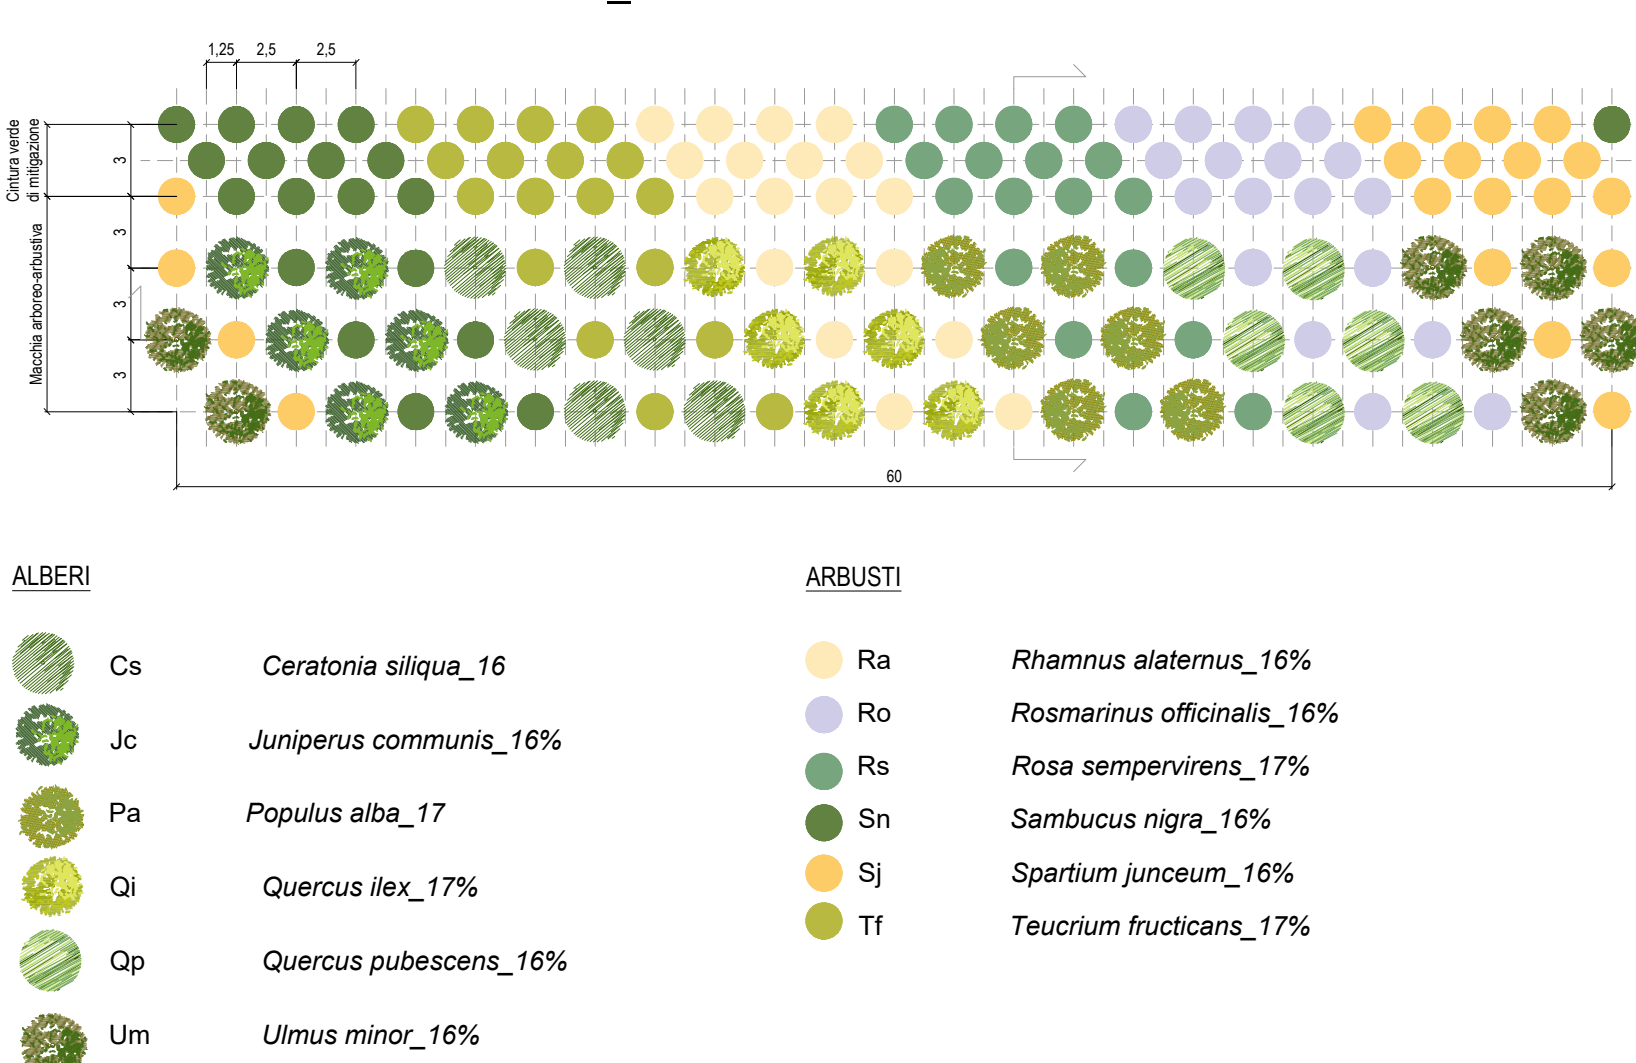 1,25 2,5 2,5
Cintura verde
di mitigazione
Macchia arboreo-arbustiva
3
3
3
3
60
ALBERI
Cs Ceratonia siliqua_16
Jc Juniperus communis_16%
Pa Populus alba_17
Qi Quercus ilex_17%
Qp Quercus pubescens_16%
Um Ulmus minor_16%
ARBUSTI
Ra Rhamnus alaternus_16%
Ro Rosmarinus officinalis_16%
Rs Rosa sempervirens_17%
Sn Sambucus nigra_16%
Sj Spartium junceum_16%
Tf Teucrium fructicans_17%